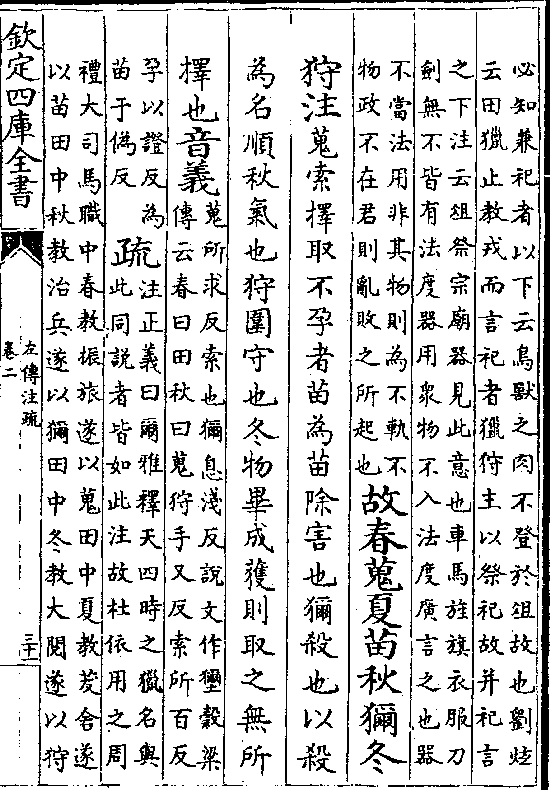 必知兼祀者以下云鳥獸之肉不登於俎故也劉炫
云田獵止教戎而言祀者獵狩主以祭祀故并祀言
之下注云俎祭宗廟器見此意也車馬旌旗衣服刀
劍無不皆有法度器用衆物不入法度廣言之也器
不當法用非其物則為不軌不
物政不在君則亂敗之所起也
故春蒐夏苗秋獮冬
狩注蒐索擇取不孕者苗為苗除害也獮殺也以殺
為名順秋氣也狩圍守也冬物畢成獲則取之無所
擇也音義
蒐所求反索也獮息淺反說文作𤣔穀梁
傳云春曰田秋曰蒐狩手又反索所百反
孕以證反為
苗于偽反
疏
注正義曰爾雅釋天四時之獵名與
此同說者皆如此注故杜依用之周
禮大司馬職中春教振旅遂以蒐田中夏教茇舍遂
以苗田中秋教治兵遂以獮田中冬教大閱遂以狩
欽定四庫全書
左傳注疏
卷二
三十一